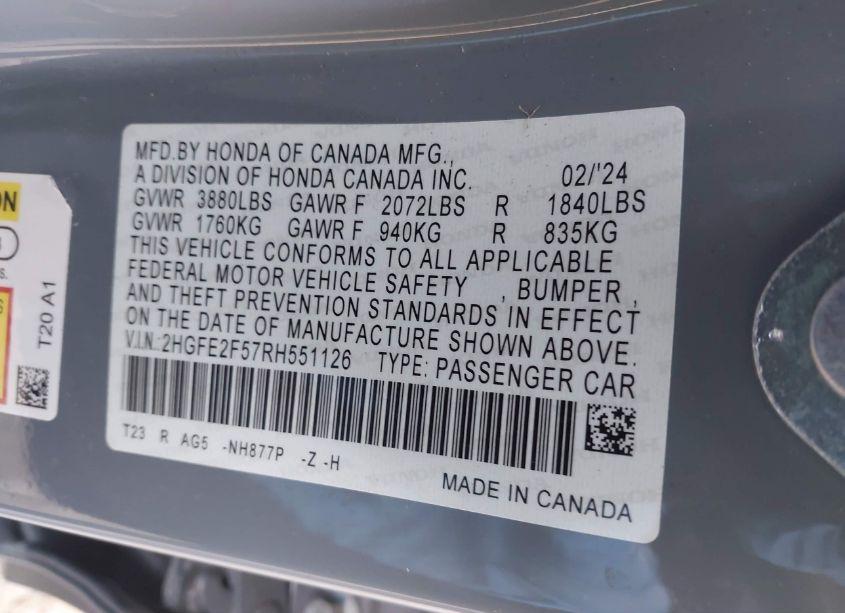 MFD.BY HONDA OF CANADA MFG.,
A DIVISION OF HONDA CANADA INC. 02/'24
GVWR 3880LBS GAWR F 2072LBS R 1840LBS
GVWR 1760KG GAWR F 940KG R 835KG
THIS VEHICLE CONFORMS TO ALL APPLICABLE
FEDERAL MOTOR VEHICLE SAFETY , BUMPER ,
AND THEFT PREVENTION STANDARDS IN EFFECT
ON THE DATE OF MANUFACTURE SHOWN ABOVE.
V.I.N.:2HGFE2F57RH551126 TYPE: PASSENGER CAR
T23 R AG5 -NH877P -Z -H
MADE IN CANADA
T20 A1